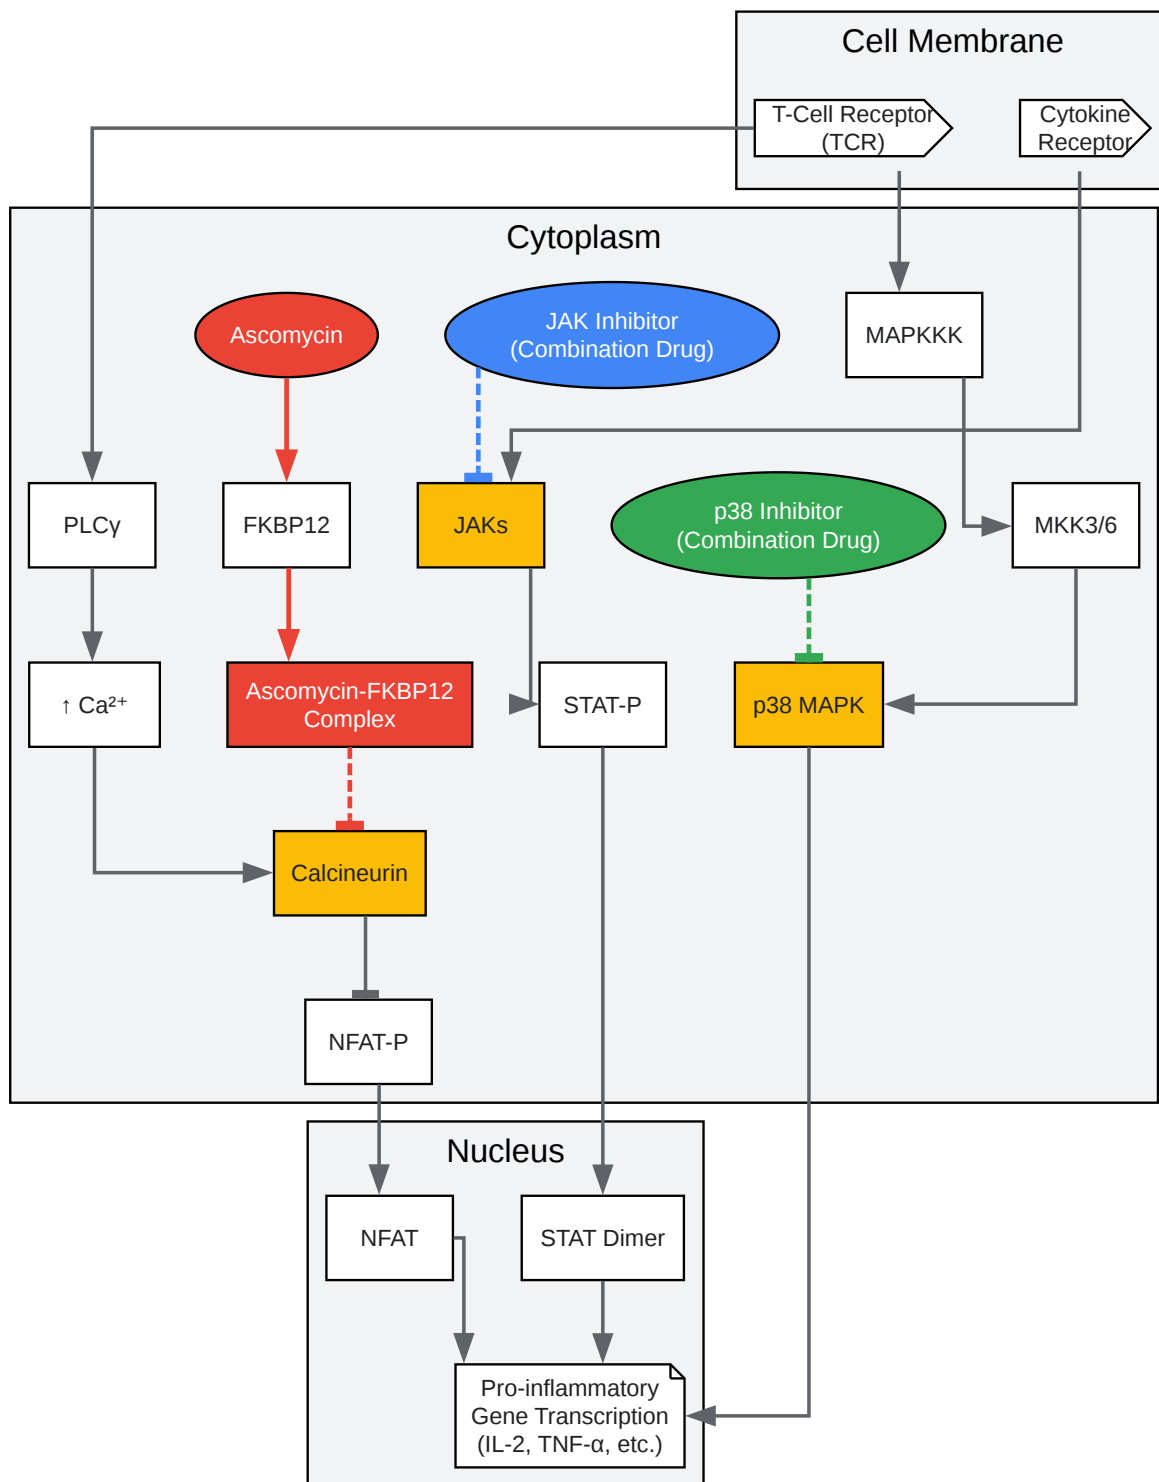 Cell Membrane
T-Cell Receptor
(TCR)
Cytokine
Receptor
Cytoplasm
Ascomycin
JAK Inhibitor
(Combination Drug)
MAPKKK
PLCγ
FKBP12
JAKs
p38 Inhibitor
(Combination Drug)
MKK3/6
↑ Ca²⁺
Ascomycin-FKBP12
Complex
STAT-P
p38 MAPK
Calcineurin
NFAT-P
Nucleus
NFAT
STAT Dimer
Pro-inflammatory
Gene Transcription
(IL-2, TNF-α, etc.)